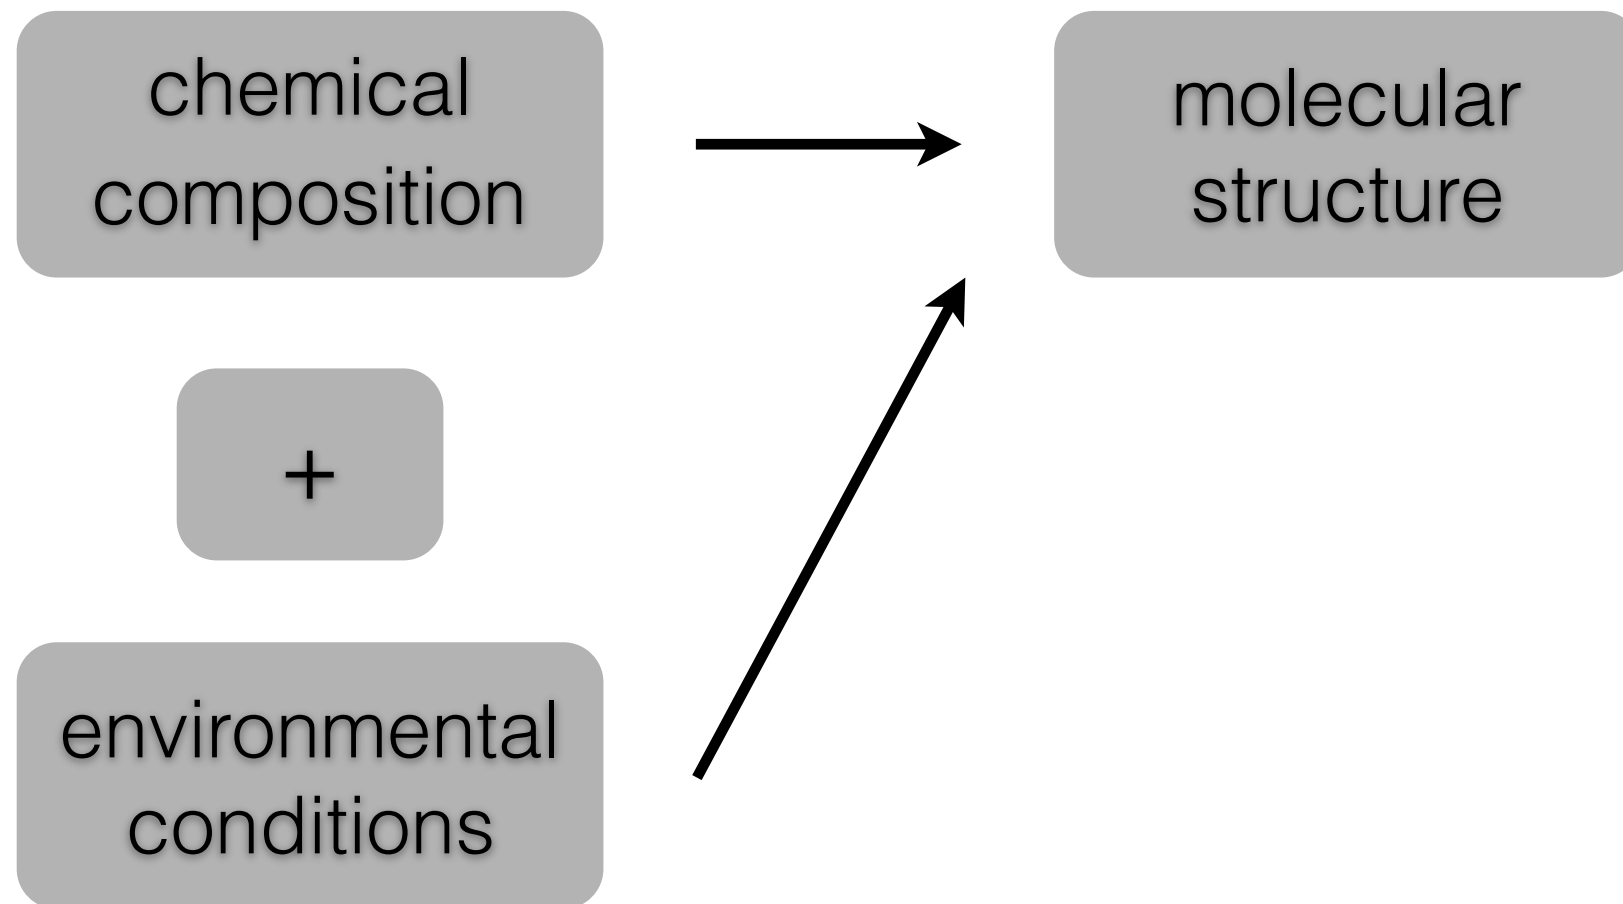 chemical
composition
+
environmental
conditions
molecular
structure